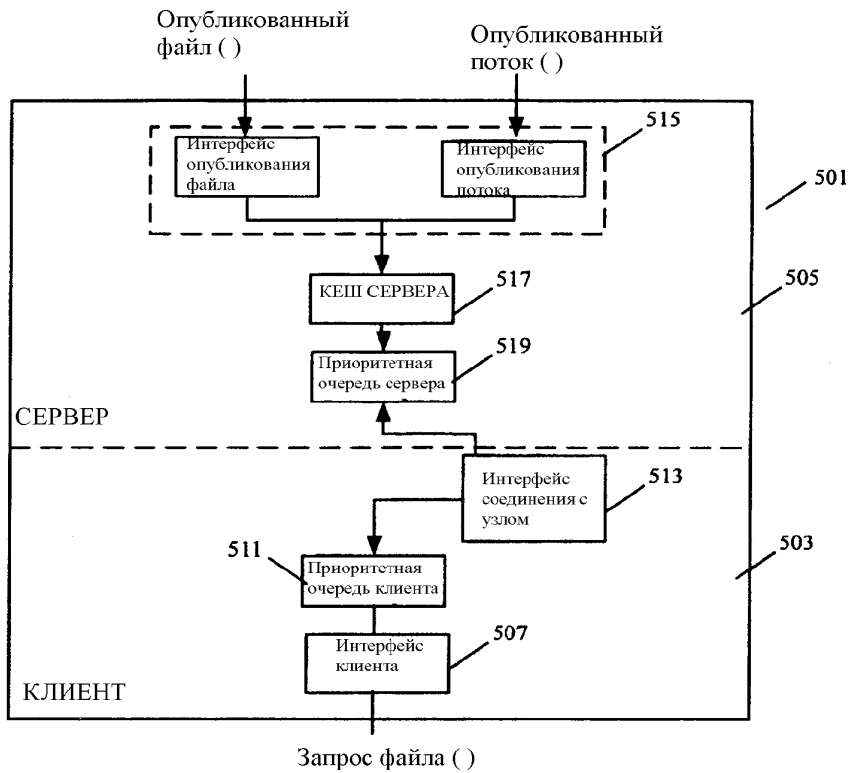 Опубликованный
файл ( )
Опубликованный
поток ( )
Интерфейс
опубликования
файла
Интерфейс
опубликования
потока
515
501
КЕШ СЕРВЕРА
517
505
Приоритетная
очередь сервера
519
СЕРВЕР
Интерфейс
соединения с
узлом
513
511
Приоритетная
очередь клиента
503
Интерфейс
клиента
507
КЛИЕНТ
Запрос файла ( )